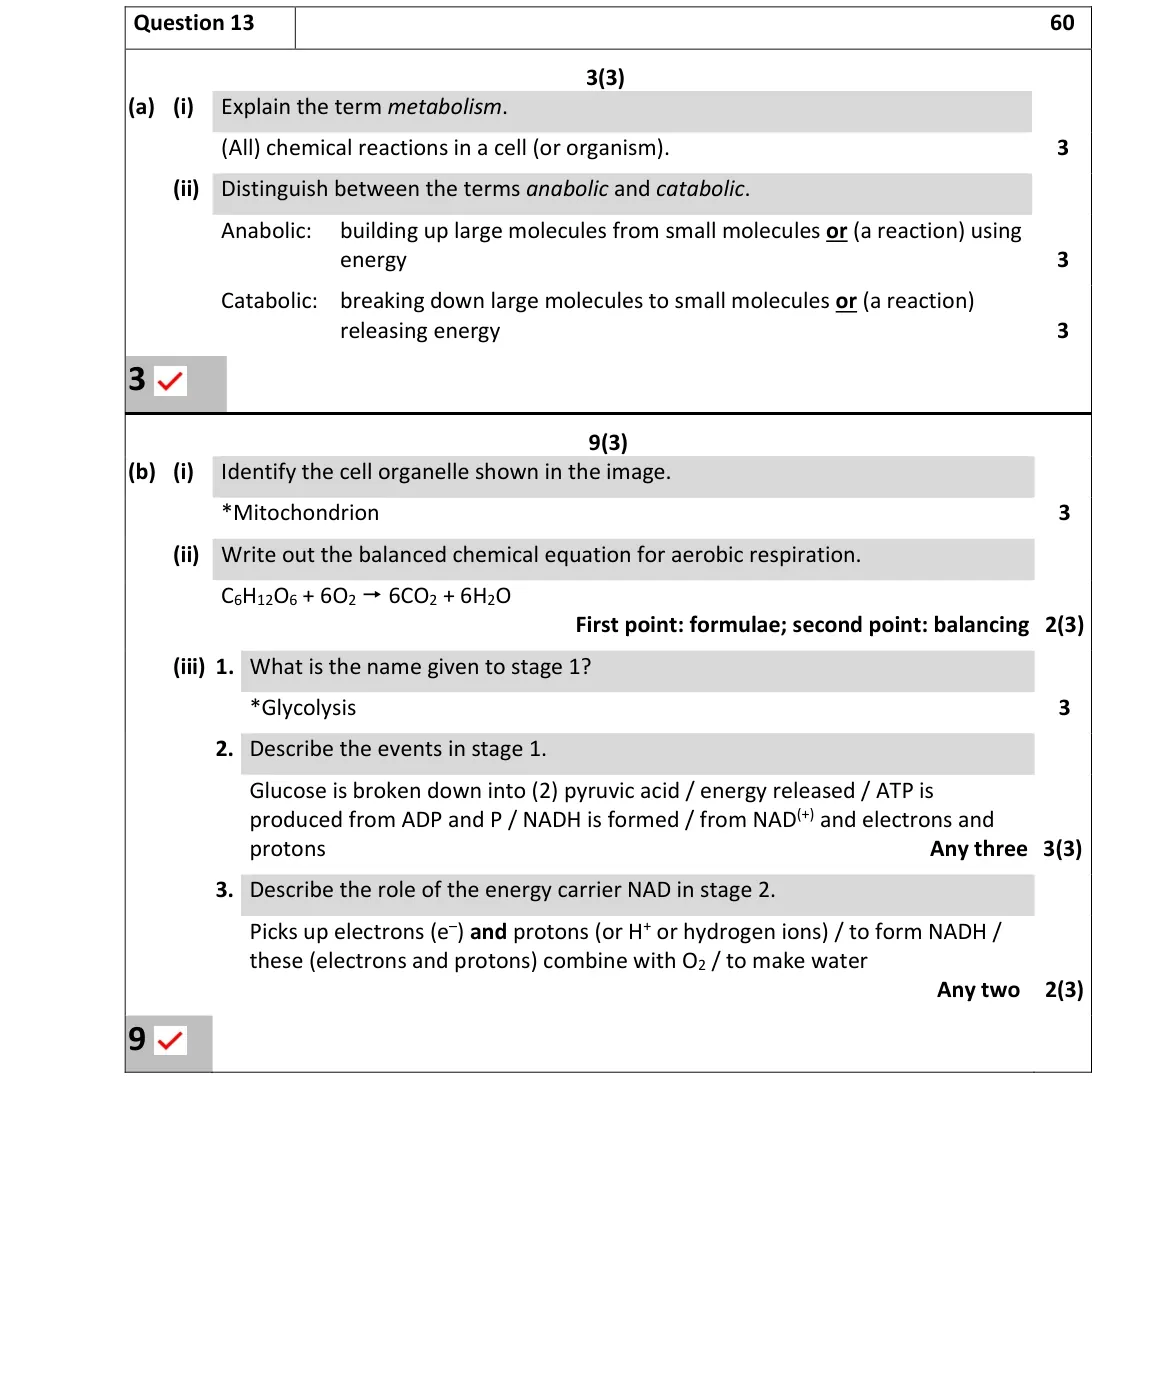 Question 13 60
3(3)
(a) (i) Explain the term metabolism.
(All) chemical reactions in a cell (or organism). 3
(ii) Distinguish between the terms anabolic and catabolic.
Anabolic: building up large molecules from small molecules or (a reaction) using
energy 3
Catabolic: breaking down large molecules to small molecules or (a reaction)
releasing energy 3
3
9(3)
(b) (i) Identify the cell organelle shown in the image.
*Mitochondrion 3
(ii) Write out the balanced chemical equation for aerobic respiration.
C₆H₁₂O₆ + 6O₂ → 6CO₂ + 6H₂O
First point: formulae; second point: balancing 2(3)
(iii) 1. What is the name given to stage 1?
*Glycolysis 3
2. Describe the events in stage 1.
Glucose is broken down into (2) pyruvic acid / energy released / ATP is
produced from ADP and P / NADH is formed / from NAD⁽⁺⁾ and electrons and
protons Any three 3(3)
3. Describe the role of the energy carrier NAD in stage 2.
Picks up electrons (e⁻) and protons (or H⁺ or hydrogen ions) / to form NADH /
these (electrons and protons) combine with O₂ / to make water
Any two 2(3)
9